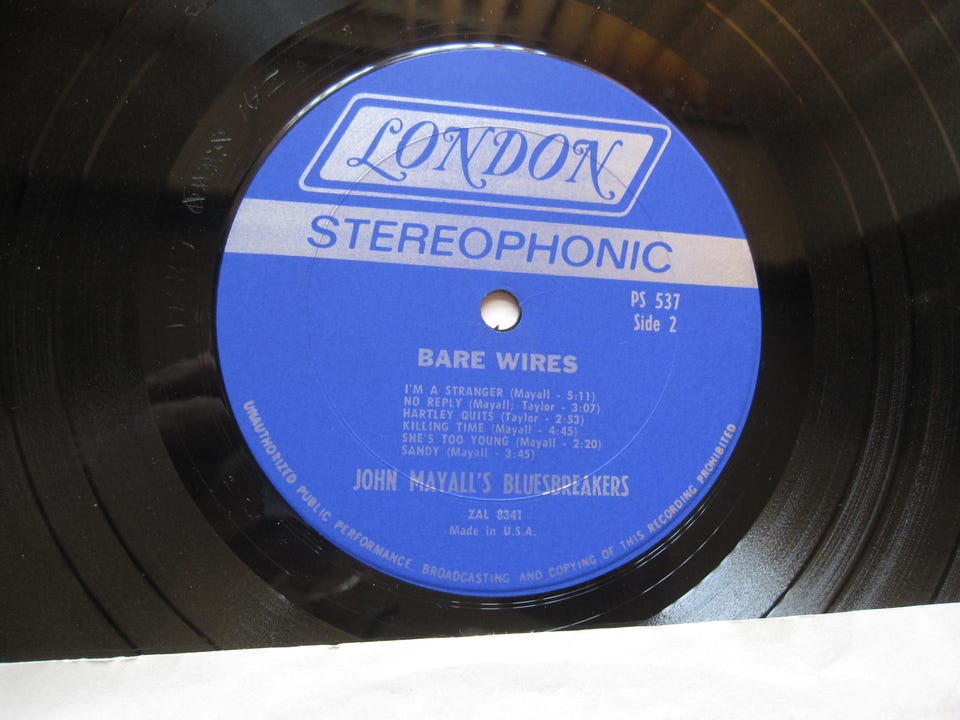 LONDON
STEREOPHONIC
PS 537
Side 2
BARE WIRES
I'M A STRANGER (Mayall - 5:11)
NO REPLY (Mayall; Taylor - 3:07)
HARTLEY QUITS (Taylor - 2:53)
KILLING TIME (Mayall - 4:45)
SHE'S TOO YOUNG (Mayall - 2:20)
SANDY (Mayall - 3:45)
JOHN MAYALL'S BLUESBREAKERS
ZAL 8341
Made in U.S.A.
UNAUTHORIZED PUBLIC PERFORMANCE, BROADCASTING AND COPYING OF THIS RECORDING PROHIBITED